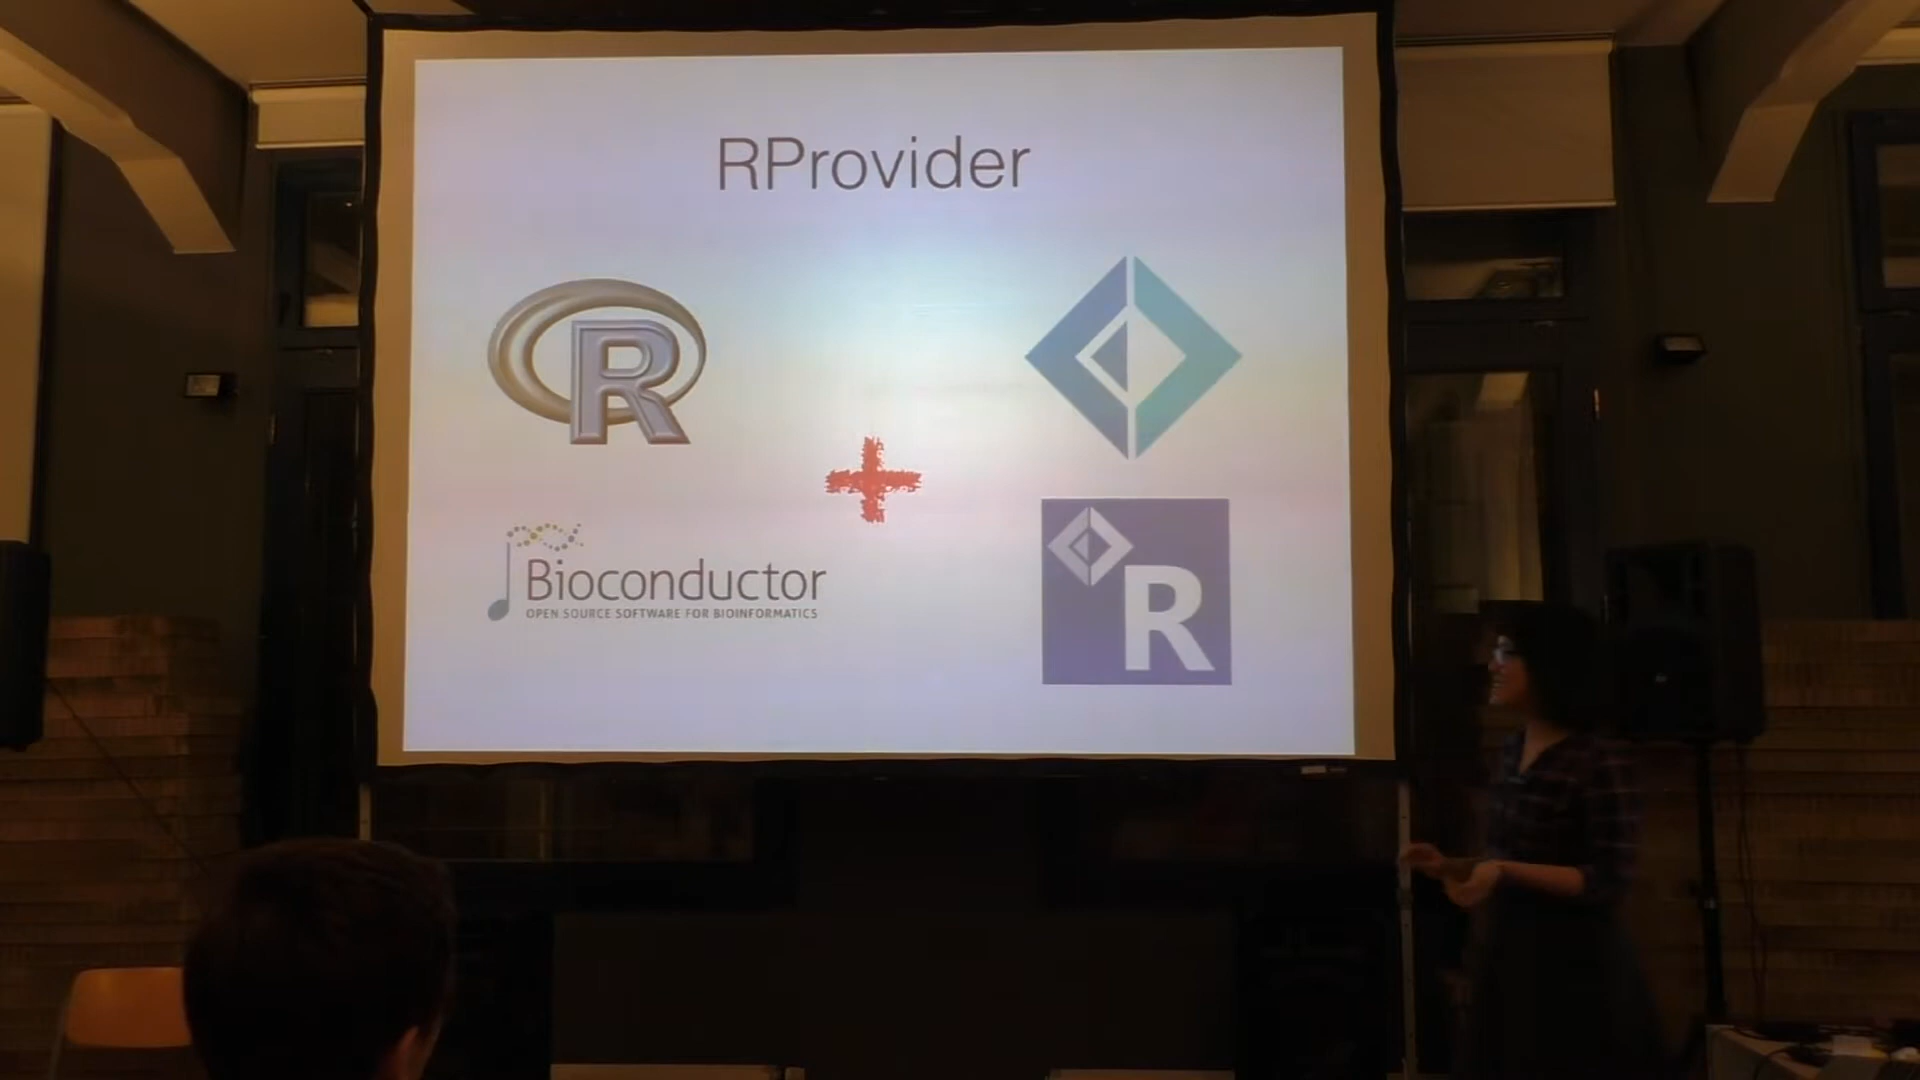 RProvider
R
Bioconductor
OPEN SOURCE SOFTWARE FOR BIOINFORMATICS
R